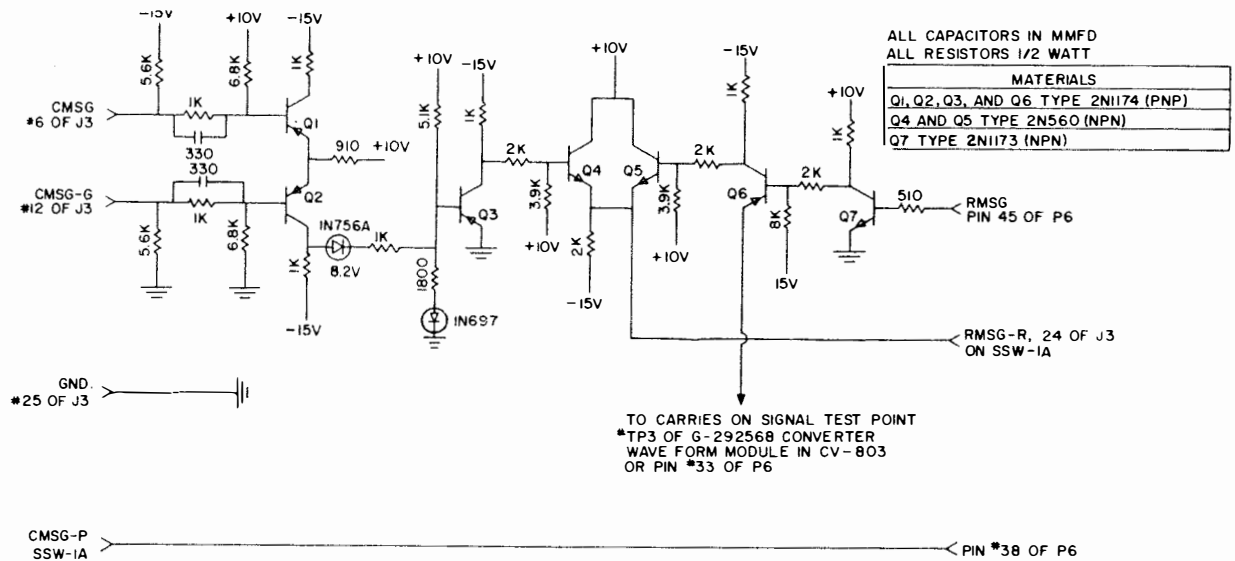 -15V
+10V
-15V
5.6K
6.8K
1K
1K
CMSG
#6 OF J3
Q1
330
330
910
+10V
CMSG-G
#12 OF J3
1K
Q2
5.6K
6.8K
1K
1N756A
8.2V
1K
-15V
+10V
-15V
5.1K
1K
Q3
1800
1N697
2K
3.9K
+10V
+10V
Q4
Q5
2K
-15V
2K
3.9K
+10V
-15V
1K
Q6
2K
8K
15V
+10V
1K
Q7
510
RMSG
PIN 45 OF P6
ALL CAPACITORS IN MMFD
ALL RESISTORS 1/2 WATT
MATERIALS
Q1, Q2, Q3, AND Q6 TYPE 2N1174 (PNP)
Q4 AND Q5 TYPE 2N560 (NPN)
Q7 TYPE 2N1173 (NPN)
RMSG-R, 24 OF J3
ON SSW-1A
GND.
#25 OF J3
TO CARRIES ON SIGNAL TEST POINT
#TP3 OF G-292568 CONVERTER
WAVE FORM MODULE IN CV-803
OR PIN #33 OF P6
CMSG-P
SSW-1A
PIN #38 OF P6